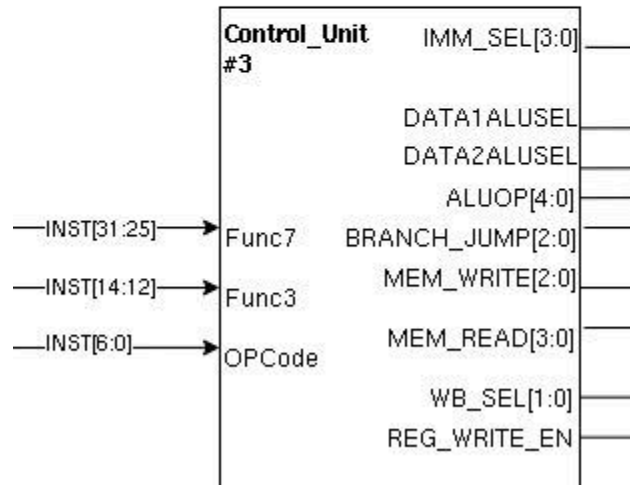 Control_Unit
#3
IMM_SEL[3:0]
DATA1ALUSEL
DATA2ALUSEL
ALUOP[4:0]
INST[31:25]
Func7
BRANCH_JUMP[2:0]
INST[14:12]
Func3
MEM_WRITE[2:0]
INST[6:0]
OPCode
MEM_READ[3:0]
WB_SEL[1:0]
REG_WRITE_EN